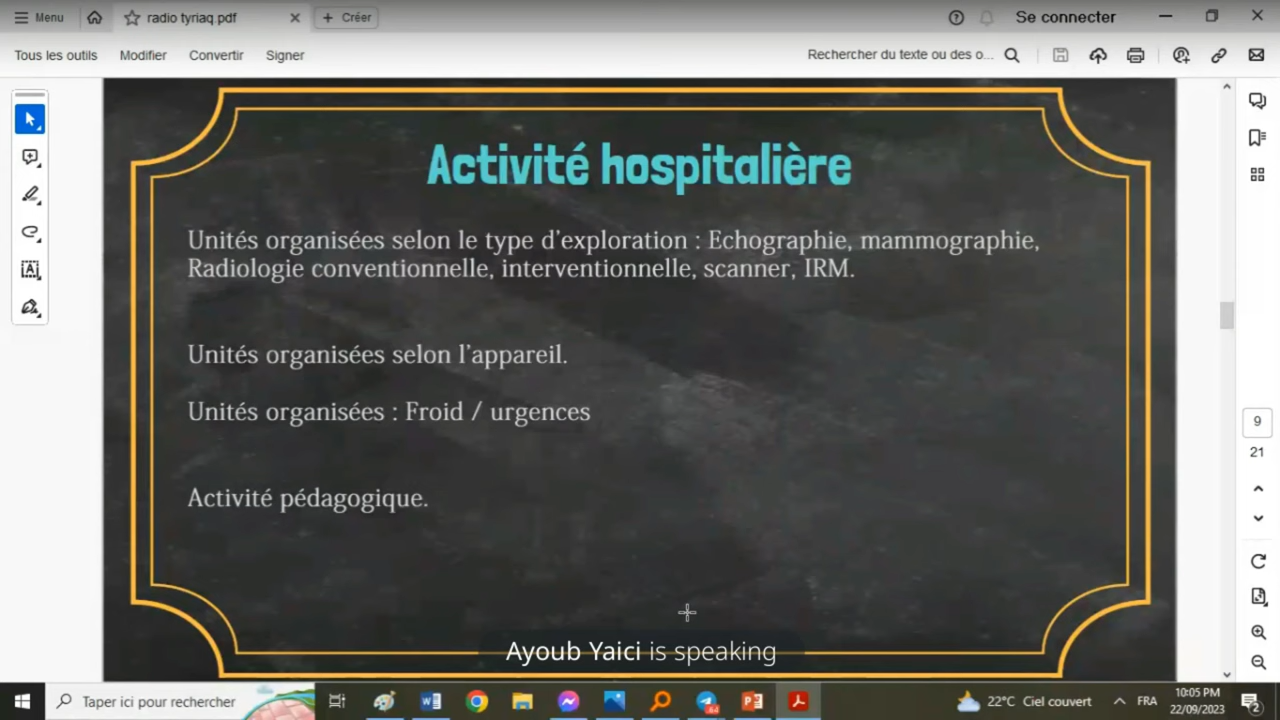 Menu
radio tyriaq pdf
Créer
Se connecter
Tous les outils
Modifier
Convertir
Signer
Rechercher du texte ou des o...
Activité hospitalière
Unités organisées selon le type d'exploration : Echographie, mammographie,
Radiologie conventionnelle, interventionnelle, scanner, IRM.
Unités organisées selon l'appareil.
Unités organisées : Froid / urgences
Activité pédagogique.
9
21
Ayoub Yaici is speaking
Taper ici pour rechercher
22°C Ciel couvert
FRA
10:05 PM
22/09/2023
2